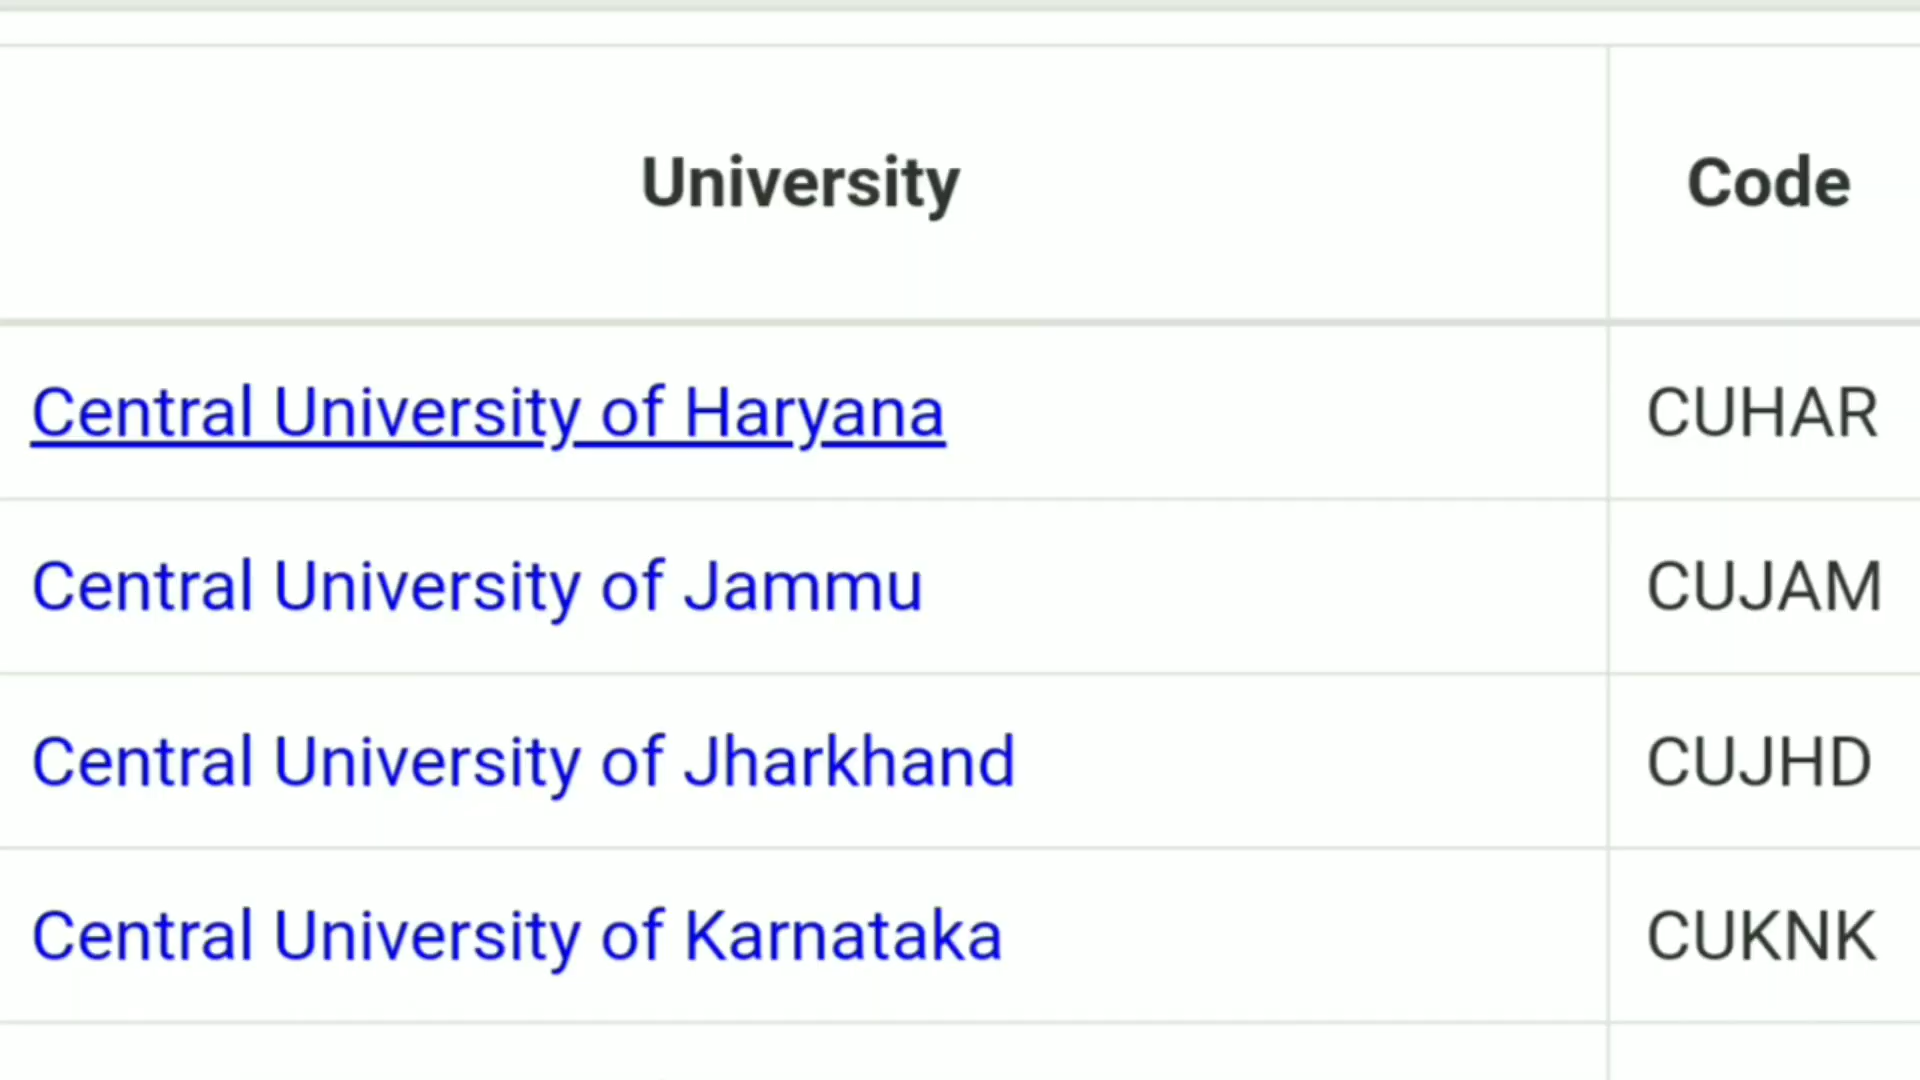 University Code
Central University of Haryana CUHAR
Central University of Jammu CUJAM
Central University of Jharkhand CUJHD
Central University of Karnataka CUKNK